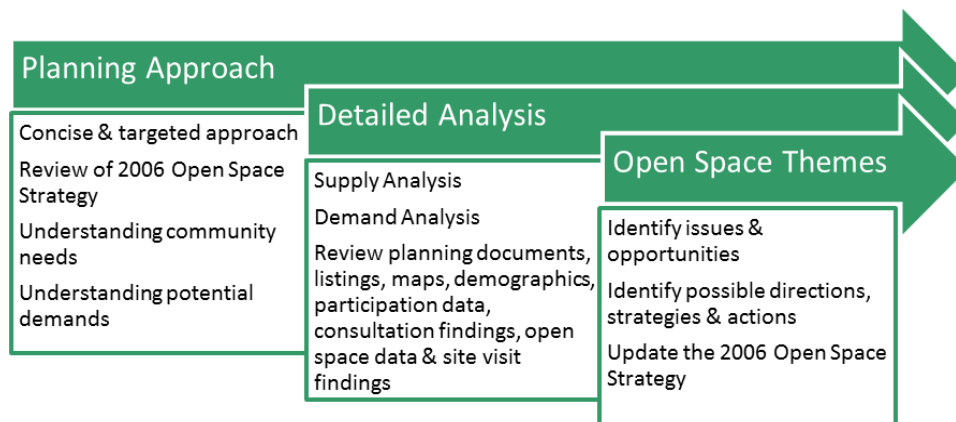 Planning Approach
Concise & targeted approach
Review of 2006 Open Space
Strategy
Understanding community
needs
Understanding potential
demands
Detailed Analysis
Supply Analysis
Demand Analysis
Review planning documents,
listings, maps, demographics,
participation data,
consultation findings, open
space data & site visit
findings
Open Space Themes
Identify issues &
opportunities
Identify possible directions,
strategies & actions
Update the 2006 Open Space
Strategy